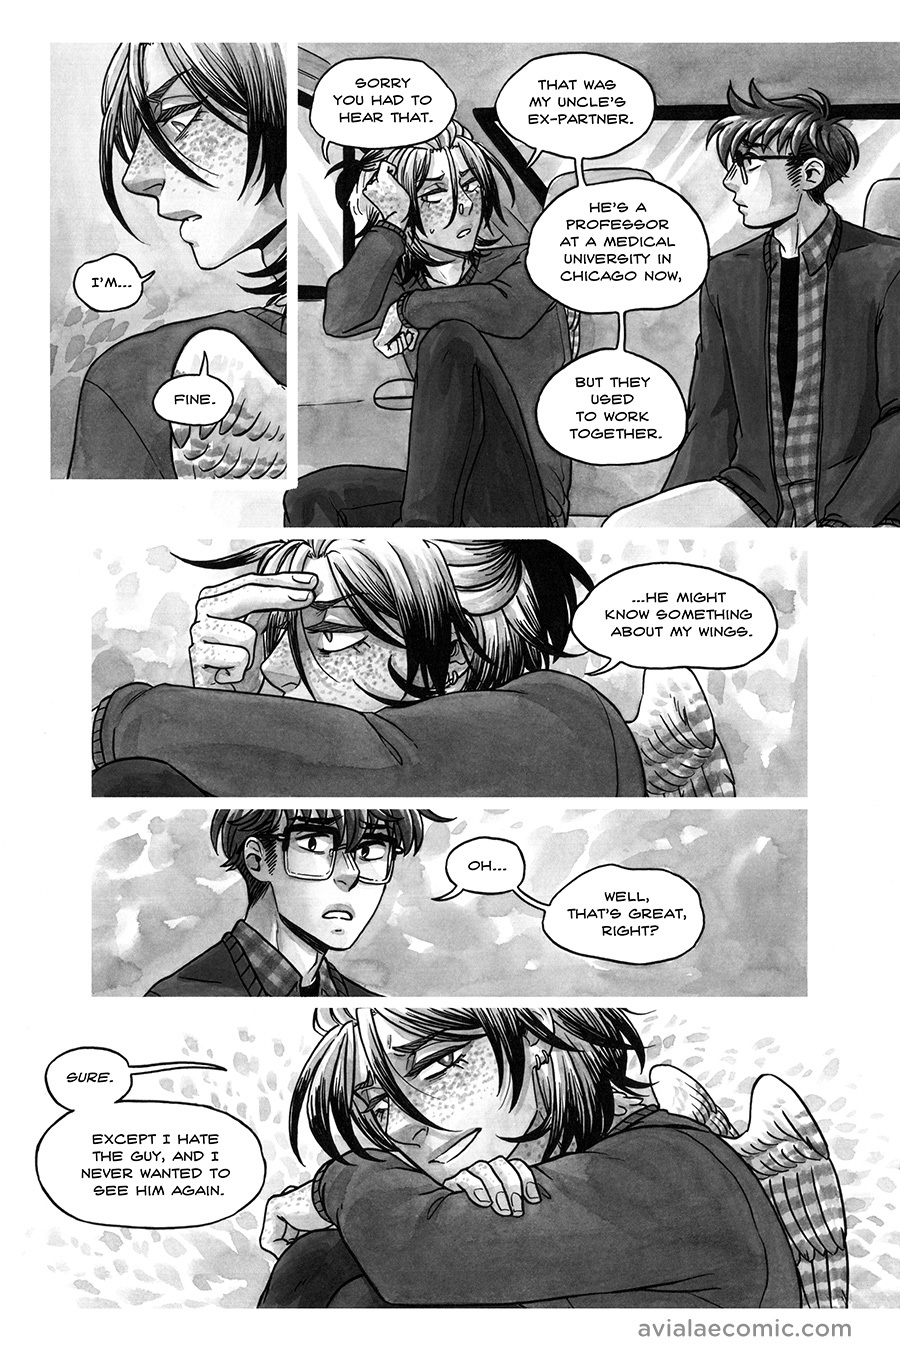 I'M...
FINE.
SORRY
YOU HAD TO
HEAR THAT.
THAT WAS
MY UNCLE'S
EX-PARTNER.
HE'S A
PROFESSOR
AT A MEDICAL
UNIVERSITY IN
CHICAGO NOW,
BUT THEY
USED
TO WORK
TOGETHER.
...HE MIGHT
KNOW SOMETHING
ABOUT MY WINGS.
OH...
WELL,
THAT'S GREAT,
RIGHT?
SURE.
EXCEPT I HATE
THE GUY, AND I
NEVER WANTED TO
SEE HIM AGAIN.
avialaecomic.com